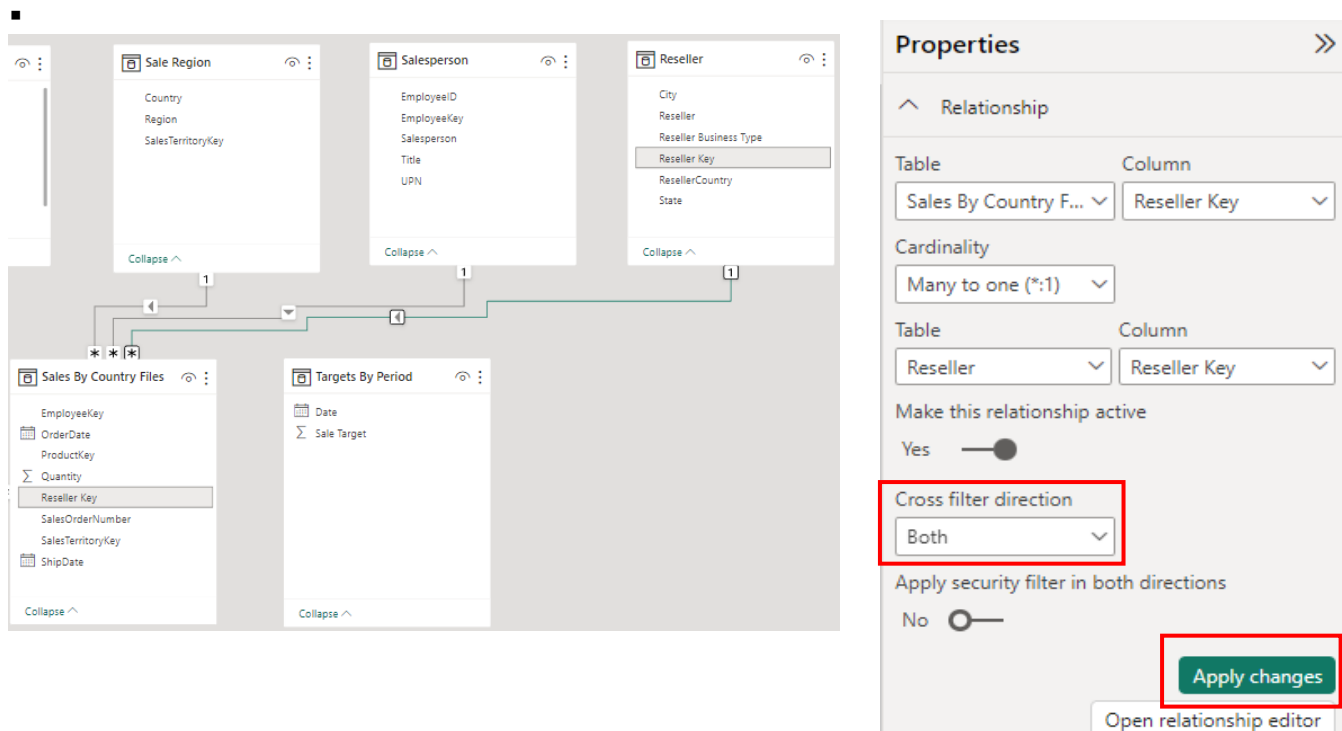 Sale Region
Country
Region
SalesTerritoryKey
Collapse
Salesperson
EmployeeID
EmployeeKey
Salesperson
Title
UPN
Collapse
Reseller
City
Reseller
Reseller Business Type
Reseller Key
ResellerCountry
State
Collapse
1
1
1
* * *
Sales By Country Files
EmployeeKey
OrderDate
ProductKey
Σ Quantity
Reseller Key
SalesOrderNumber
SalesTerritoryKey
ShipDate
Collapse
Targets By Period
Date
Σ Sale Target
Collapse
Properties
Relationship
Table Column
Sales By Country F... Reseller Key
Cardinality
Many to one (*:1)
Table Column
Reseller Reseller Key
Make this relationship active
Yes
Cross filter direction
Both
Apply security filter in both directions
No
Apply changes
Open relationship editor